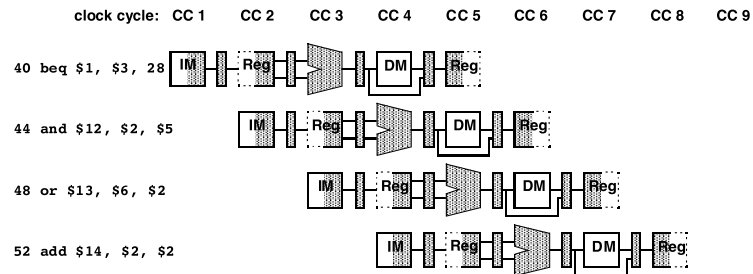 clock cycle: CC 1 CC 2 CC 3 CC 4 CC 5 CC 6 CC 7 CC 8 CC 9
40 beq $1, $3, 28 IM Reg DM Reg
44 and $12, $2, $5 IM Reg DM Reg
48 or $13, $6, $2 IM Reg DM Reg
52 add $14, $2, $2 IM Reg DM Reg